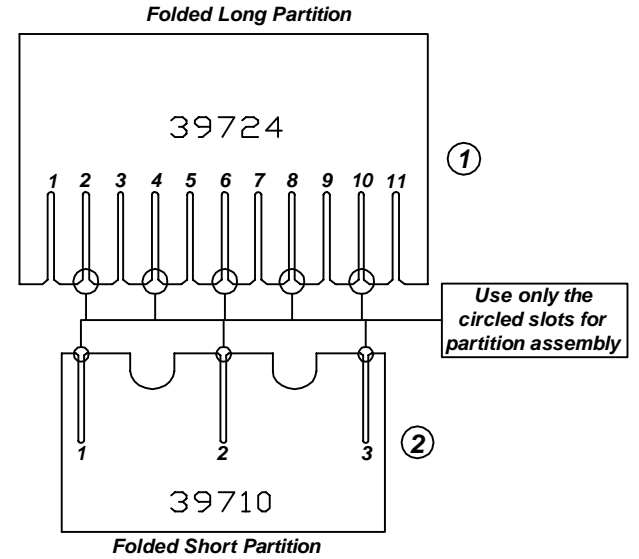 Folded Long Partition
39724
1 2 3 4 5 6 7 8 9 10 11
1
Use only the
circled slots for
partition assembly
1 2 3
2
39710
Folded Short Partition